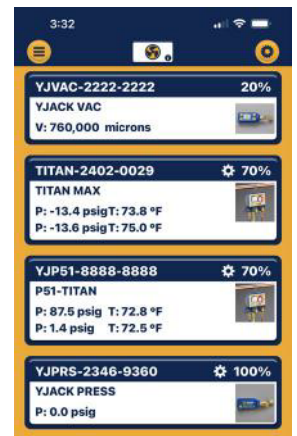 3:32
YJVAC-2222-2222 20%
YJACK VAC
V: 760,000 microns
TITAN-2402-0029 70%
TITAN MAX
P: -13.4 psig T: 73.8 ºF
P: -13.6 psig T: 75.0 ºF
YJP51-8888-8888 70%
P51-TITAN
P: 87.5 psig T: 72.8 ºF
P: 1.4 psig T: 72.5 ºF
YJPRS-2346-9360 100%
YJACK PRESS
P: 0.0 psig